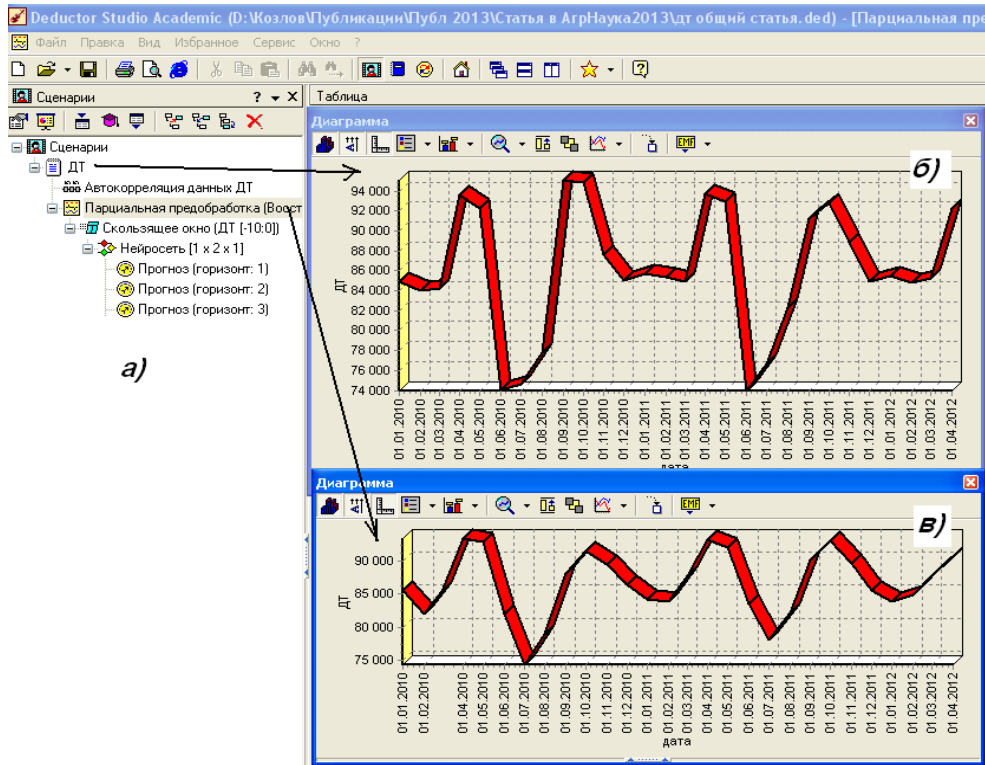 Deductor Studio Academic (D:\Козлов\Публикации\Публ 2013\Статья в АгрНаука2013\дт общий статья.ded) - [Парциальная пре
Файл Правка Вид Избранное Сервис Окно ?
Сценарии ? X
Сценарии
ДТ
Автокорреляция данных ДТ
Парциальная предобработка (Восст
Скользящее окно (ДТ [-10:0])
Нейросеть [1 x 2 x 1]
Прогноз (горизонт: 1)
Прогноз (горизонт: 2)
Прогноз (горизонт: 3)
а)
Таблица
Диаграмма
EMF
б)
94 000
92 000
90 000
88 000
86 000
84 000
82 000
80 000
78 000
76 000
74 000
ДТ
01.01.2010
01.02.2010
01.03.2010
01.04.2010
01.05.2010
01.06.2010
01.07.2010
01.08.2010
01.09.2010
01.10.2010
01.11.2010
01.12.2010
01.01.2011
01.02.2011
01.03.2011
01.04.2011
01.05.2011
01.06.2011
01.07.2011
01.08.2011
01.09.2011
01.10.2011
01.11.2011
01.12.2011
01.01.2012
01.02.2012
01.03.2012
01.04.2012
дата
Диаграмма
EMF
в)
90 000
85 000
80 000
75 000
ДТ
01.01.2010
01.02.2010
01.04.2010
01.05.2010
01.06.2010
01.07.2010
01.08.2010
01.09.2010
01.10.2010
01.11.2010
01.12.2010
01.01.2011
01.02.2011
01.03.2011
01.04.2011
01.05.2011
01.06.2011
01.07.2011
01.08.2011
01.09.2011
01.10.2011
01.11.2011
01.12.2011
01.01.2012
01.02.2012
01.03.2012
01.04.2012
дата